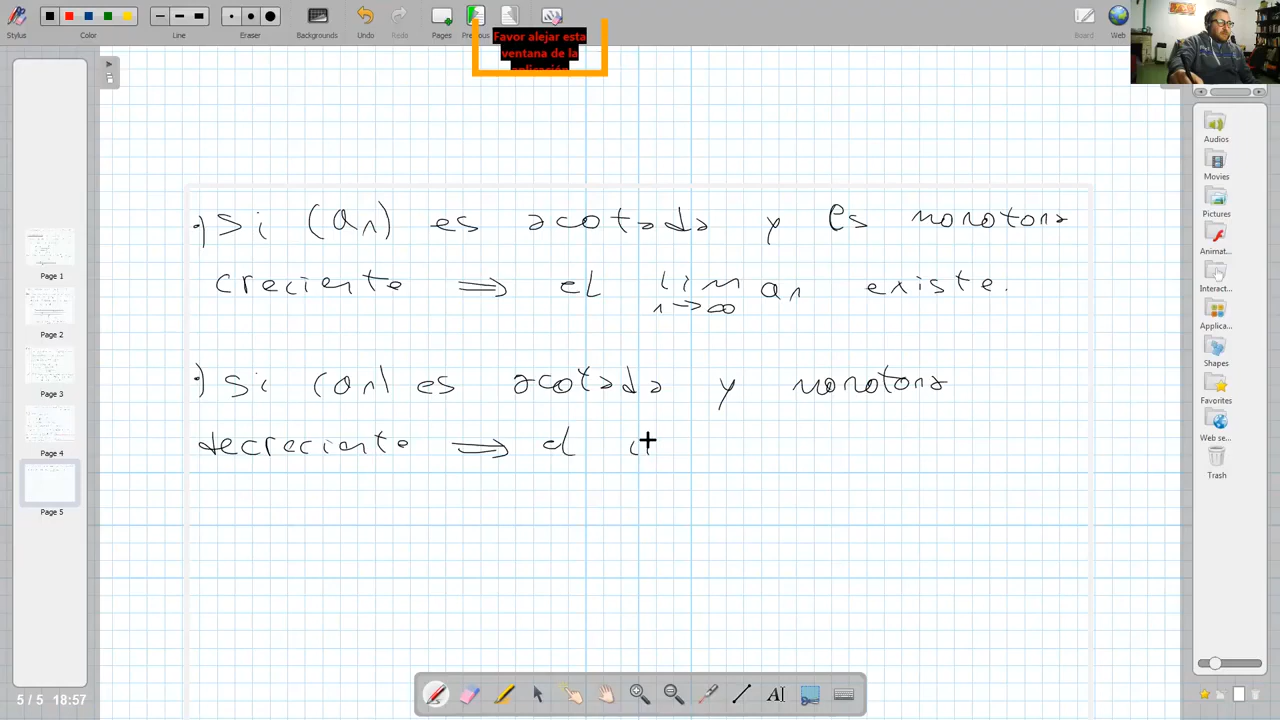 Stylus
Color
Line
Eraser
Backgrounds
Undo
Redo
Pages
Previous
Next
Board
Web
Favor alejar esta
ventana de la
aplicación
Page 1
Page 2
Page 3
Page 4
Page 5
•) Si (an) es acotada y es monotona
creciente ⟹ el lim an existe.
n→∞
•) Si (an) es acotada y monotona
decreciente ⟹ el
Audios
Movies
Pictures
Animat...
Interact...
Applica...
Shapes
Favorites
Web se...
Trash
5 / 5 18:57
AI